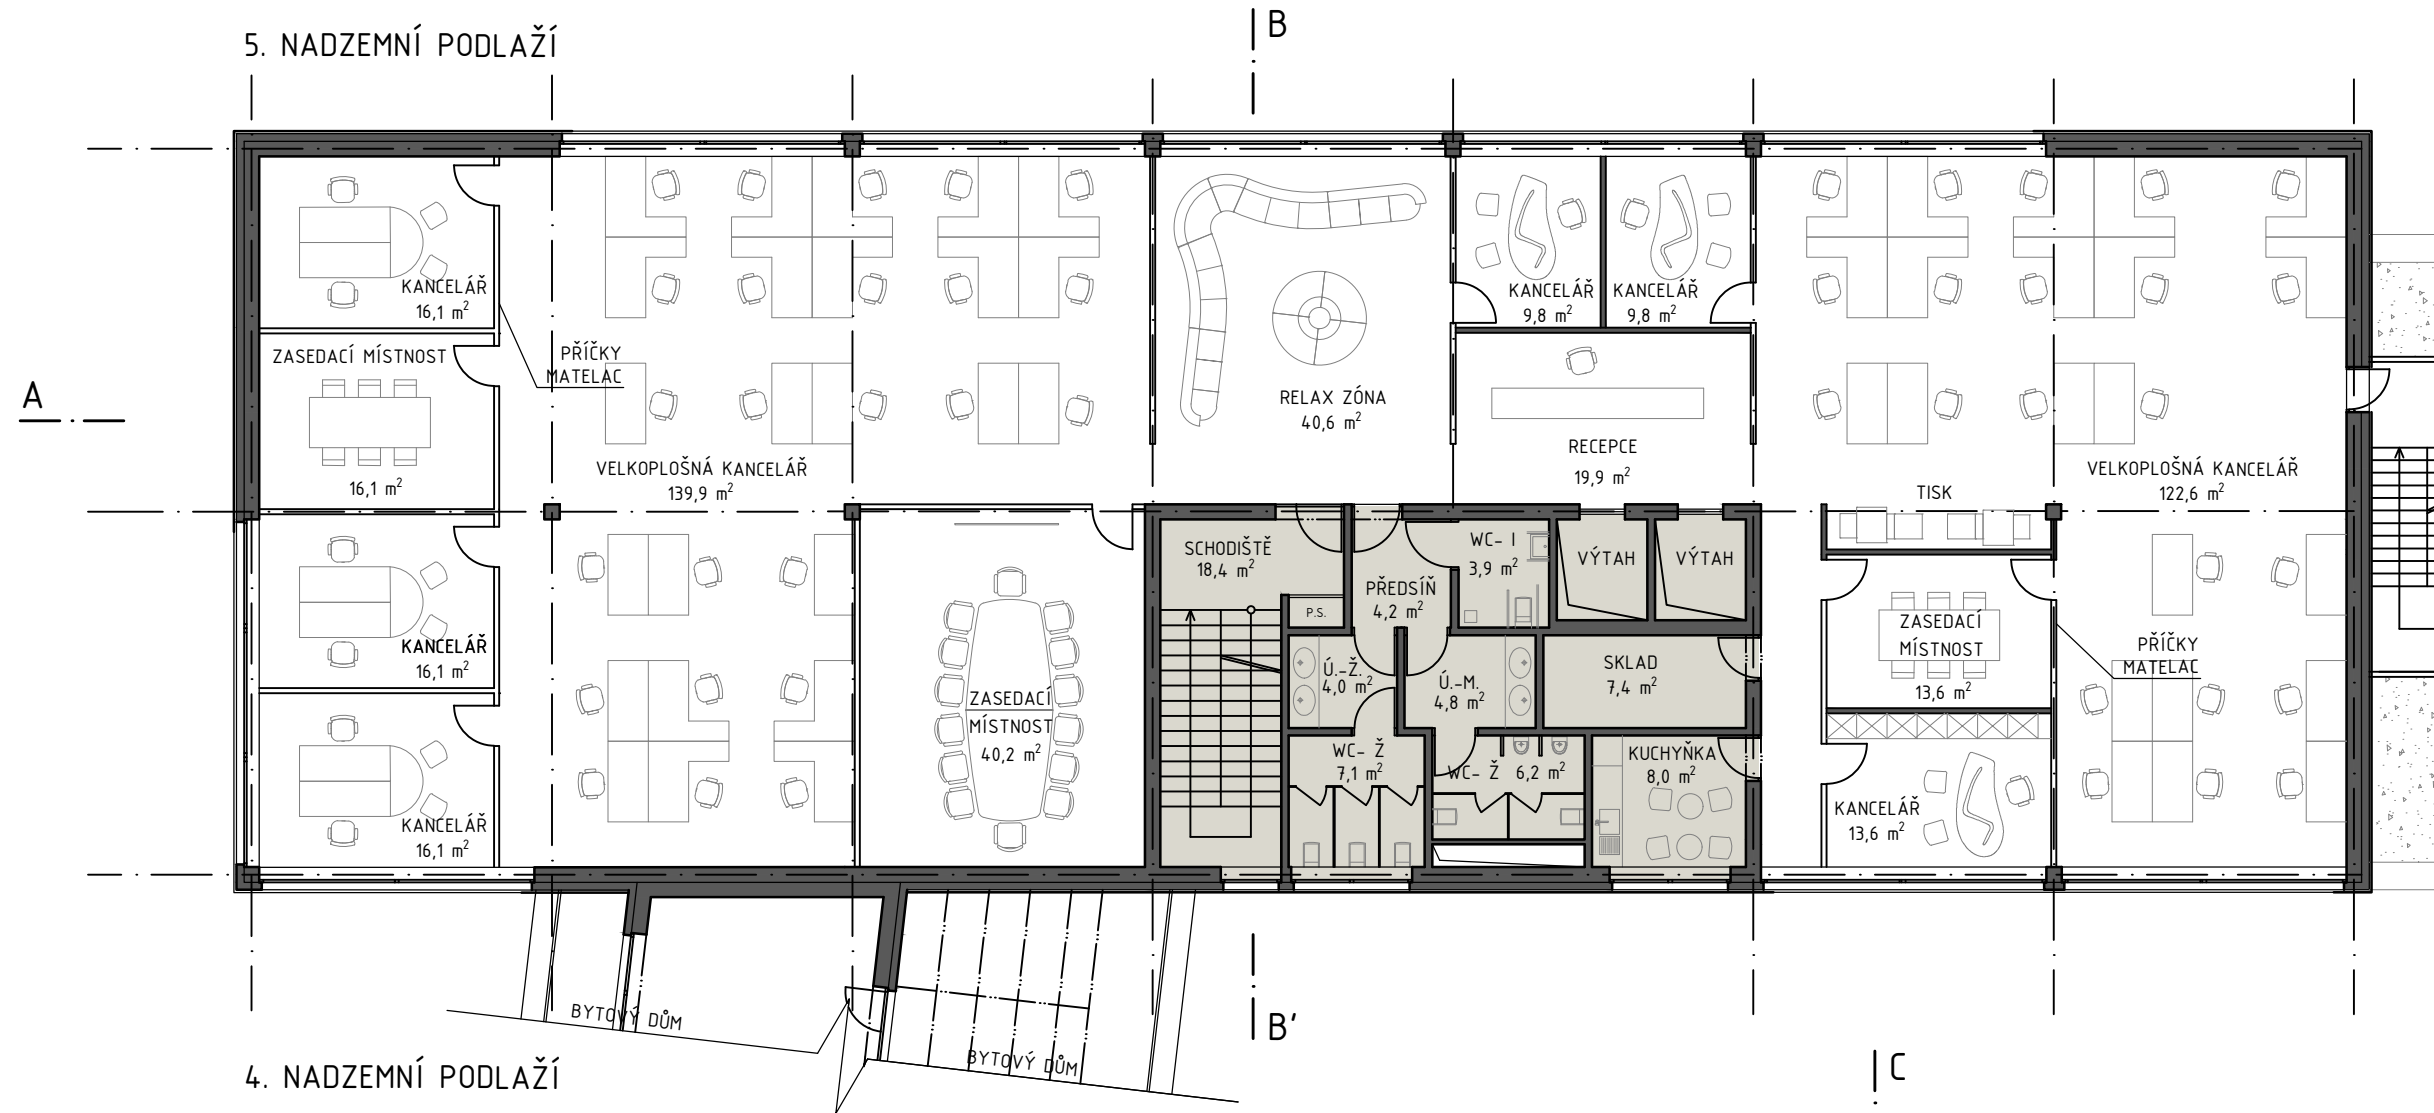 5. NADZEMNÍ PODLAŽÍ
B
A
KANCELÁŘ
16,1 m²
ZASEDACÍ MÍSTNOST
16,1 m²
PŘÍČKY
MATELAC
VELKOPLOŠNÁ KANCELÁŘ
139,9 m²
KANCELÁŘ
16,1 m²
KANCELÁŘ
16,1 m²
ZASEDACÍ
MÍSTNOST
40,2 m²
RELAX ZÓNA
40,6 m²
KANCELÁŘ
9,8 m²
KANCELÁŘ
9,8 m²
RECEPCE
19,9 m²
SCHODIŠTĚ
18,4 m²
P.S.
PŘEDSÍŇ
4,2 m²
WC- I
3,9 m²
VÝTAH
VÝTAH
Ú.-Ž.
4,0 m²
Ú.-M.
4,8 m²
SKLAD
7,4 m²
WC- Ž
7,1 m²
WC- Ž 6,2 m²
KUCHYŇKA
8,0 m²
TISK
VELKOPLOŠNÁ KANCELÁŘ
122,6 m²
ZASEDACÍ
MÍSTNOST
13,6 m²
PŘÍČKY
MATELAC
KANCELÁŘ
13,6 m²
BYTOVÝ DŮM
BYTOVÝ DŮM
B'
C
4. NADZEMNÍ PODLAŽÍ